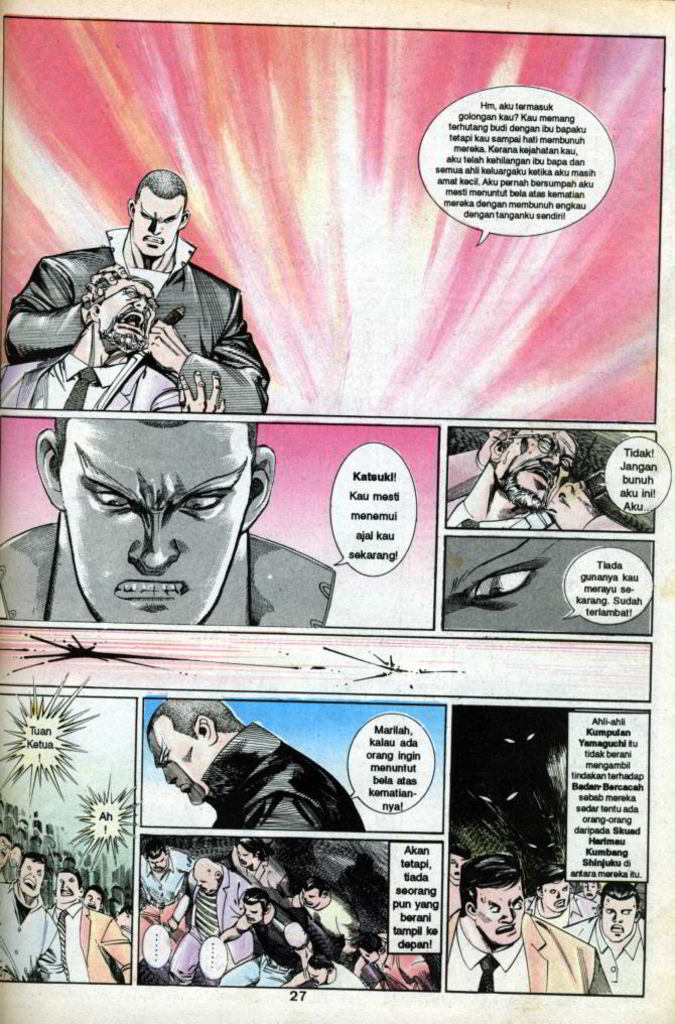 Hm, aku termasuk
golongan kau? Kau memang
terhutang budi dengan ibu bapaku
tetapi kau sampai hati membunuh
mereka. Kerana kejahatan kau,
aku telah kehilangan ibu bapa dan
semua ahli keluargaku ketika aku masih
amat kecil. Aku pernah bersumpah aku
mesti menuntut bela atas kematian
mereka dengan membunuh engkau
dengan tanganku sendiri!
Katsuki!
Kau mesti
menemui
ajal kau
sekarang!
Tidak!
Jangan
bunuh
aku ini!
Aku...
Tiada
gunanya kau
merayu se-
karang. Sudah
terlambat!
Tuan
Ketua
!
Ah
!
Marilah,
kalau ada
orang ingin
menuntut
bela atas
kematian-
nya!
Akan
tetapi,
tiada
seorang
pun yang
berani
tampil ke
depan!
Ahli-ahli
Kumpulan
Yamaguchi itu
tidak berani
mengambil
tindakan terhadap
Badan-Bercacah
sebab mereka
sedar tentu ada
orang-orang
daripada Skuad
Harimau
Kumbang
Shinjuku di
antara mereka itu.
27